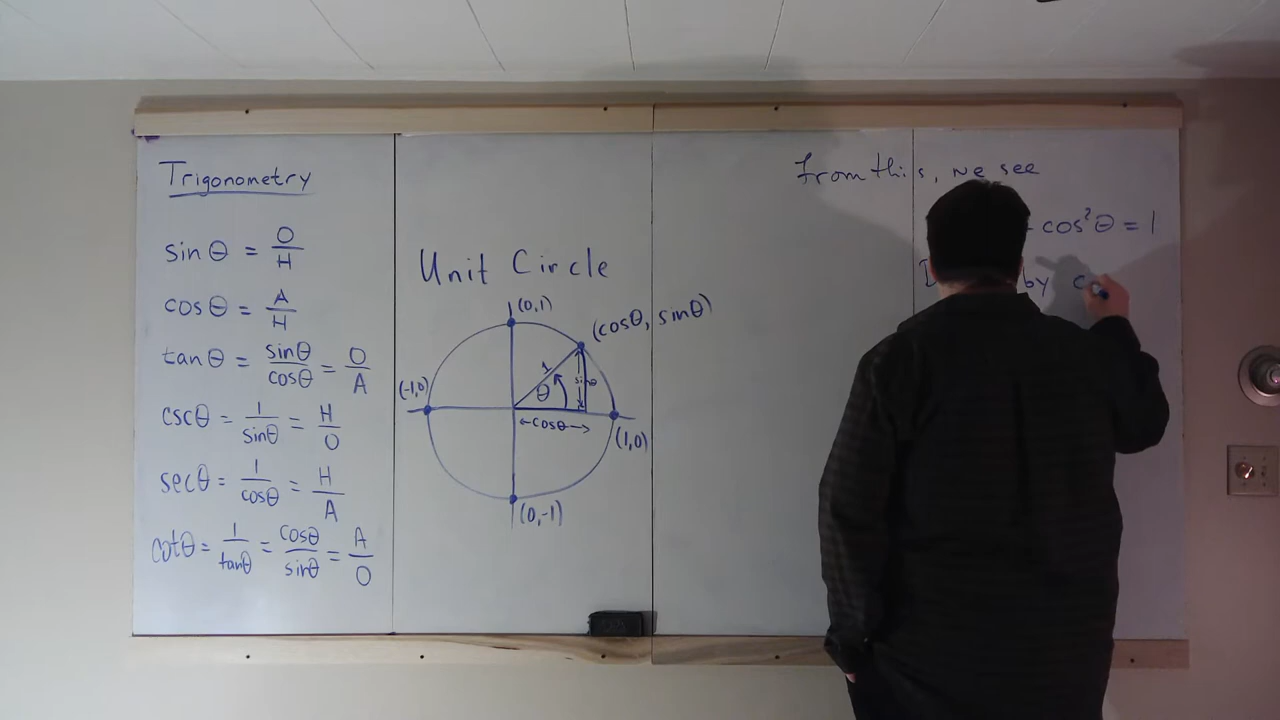 Trigonometry
sinθ = O/H
cosθ = A/H
tanθ = sinθ/cosθ = O/A
cscθ = 1/sinθ = H/O
secθ = 1/cosθ = H/A
cotθ = 1/tanθ = cosθ/sinθ = A/O
Unit Circle
(0,1)
(cosθ, sinθ)
(-1,0)
1
θ
sinθ
←cosθ→
(1,0)
(0,-1)
From this, we see
cos²θ = 1
by